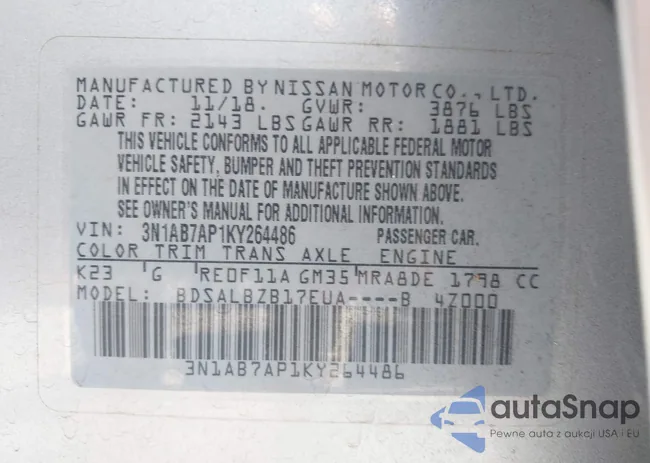 MANUFACTURED BY NISSAN MOTOR CO., LTD.
DATE: 11/18. GVWR: 3876 LBS
GAWR FR: 2143 LBS GAWR RR: 1881 LBS
THIS VEHICLE CONFORMS TO ALL APPLICABLE FEDERAL MOTOR
VEHICLE SAFETY, BUMPER AND THEFT PREVENTION STANDARDS
IN EFFECT ON THE DATE OF MANUFACTURE SHOWN ABOVE.
SEE OWNER'S MANUAL FOR ADDITIONAL INFORMATION.
VIN: 3N1AB7AP1KY264486 PASSENGER CAR.
COLOR TRIM TRANS AXLE ENGINE
K23 G RE0F11A GM35 MRA8DE 1798 CC
MODEL: BDSALBZB17EUA----B 4Z000
3N1AB7AP1KY264486
autaSnap
Pewne auta z aukcji USA i EU